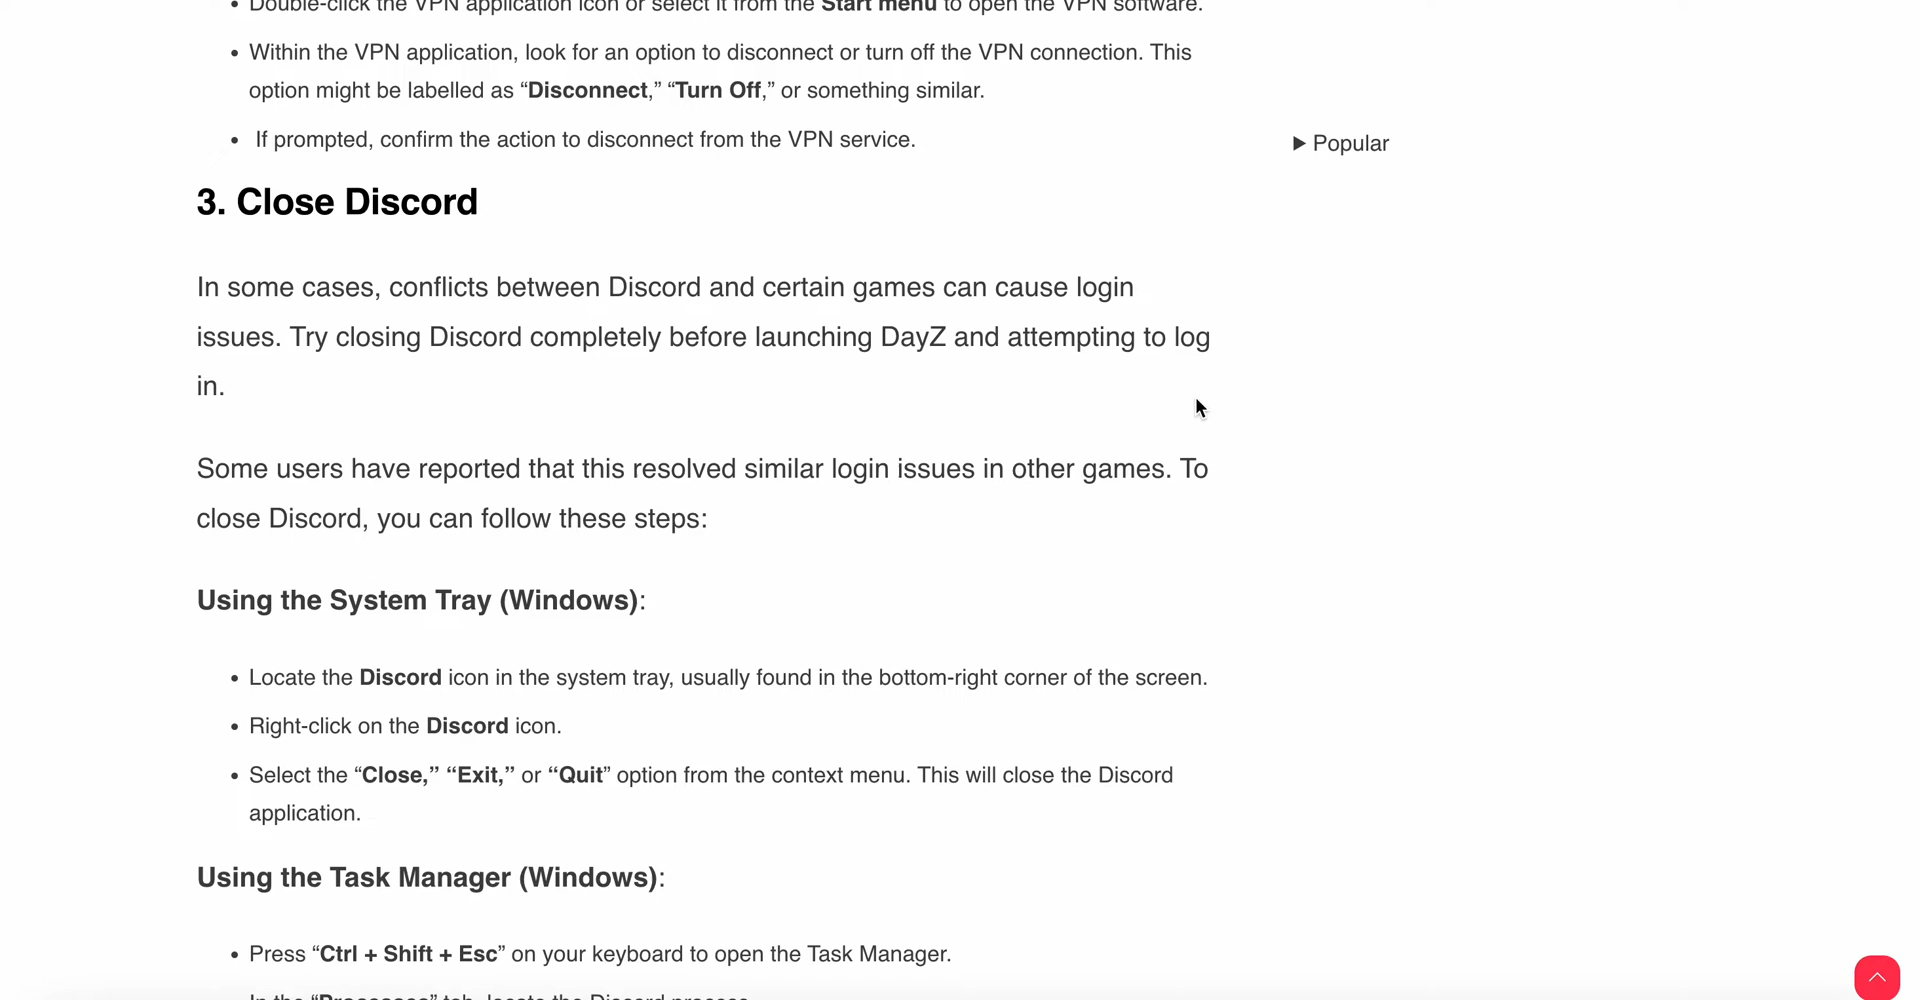 Double-click the VPN application icon or select it from the Start menu to open the VPN software.
• Within the VPN application, look for an option to disconnect or turn off the VPN connection. This
option might be labelled as “Disconnect,” “Turn Off,” or something similar.
• If prompted, confirm the action to disconnect from the VPN service.
▶ Popular
3. Close Discord
In some cases, conflicts between Discord and certain games can cause login
issues. Try closing Discord completely before launching DayZ and attempting to log
in.
Some users have reported that this resolved similar login issues in other games. To
close Discord, you can follow these steps:
Using the System Tray (Windows):
• Locate the Discord icon in the system tray, usually found in the bottom-right corner of the screen.
• Right-click on the Discord icon.
• Select the “Close,” “Exit,” or “Quit” option from the context menu. This will close the Discord
application.
Using the Task Manager (Windows):
• Press “Ctrl + Shift + Esc” on your keyboard to open the Task Manager.
In the “Processes” tab, locate the Discord process